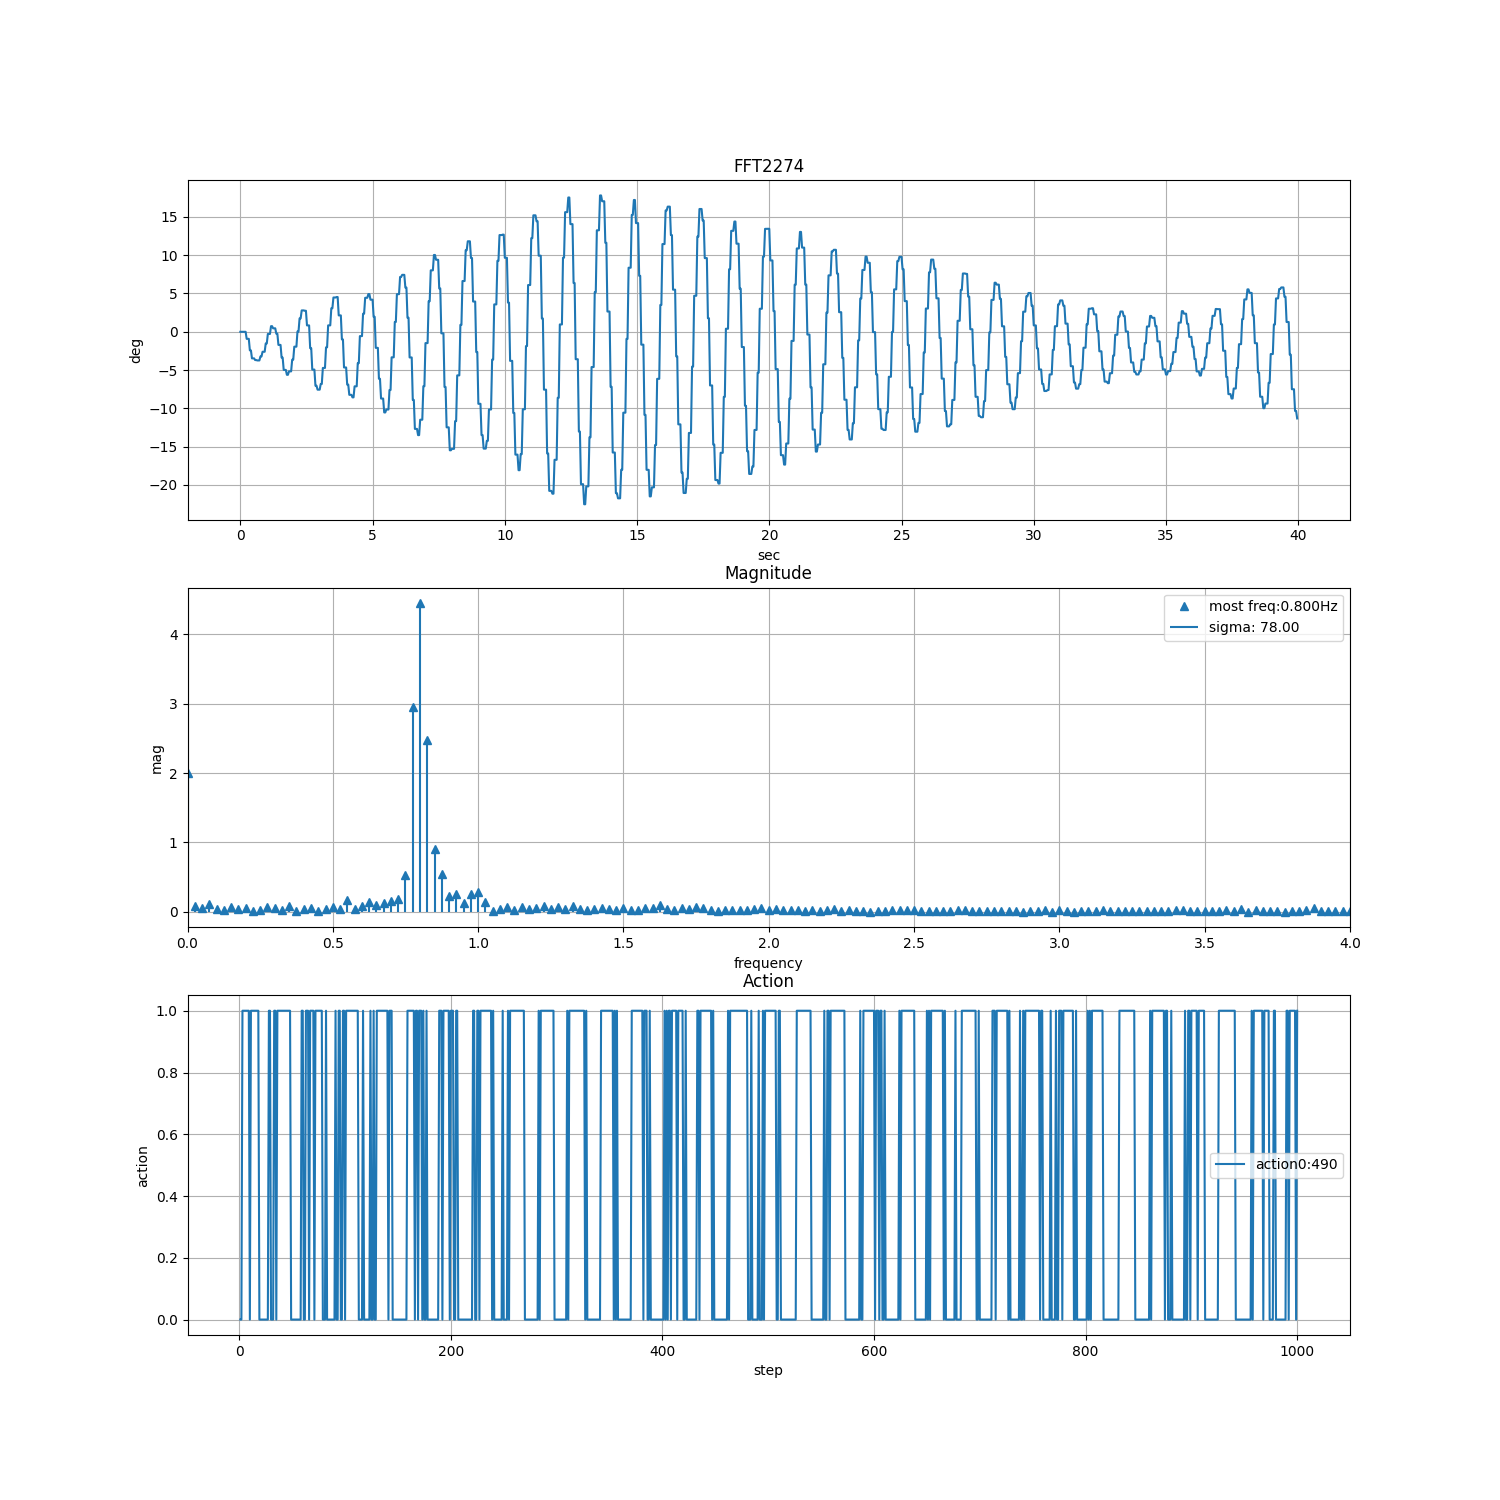 FFT2274
deg
15
10
5
0
−5
−10
−15
−20
0 5 10 15 20 25 30 35 40
sec
Magnitude
mag
4
3
2
1
0
most freq:0.800Hz
sigma: 78.00
0.0 0.5 1.0 1.5 2.0 2.5 3.0 3.5 4.0
frequency
Action
action
1.0
0.8
0.6
0.4
0.2
0.0
action0:490
0 200 400 600 800 1000
step